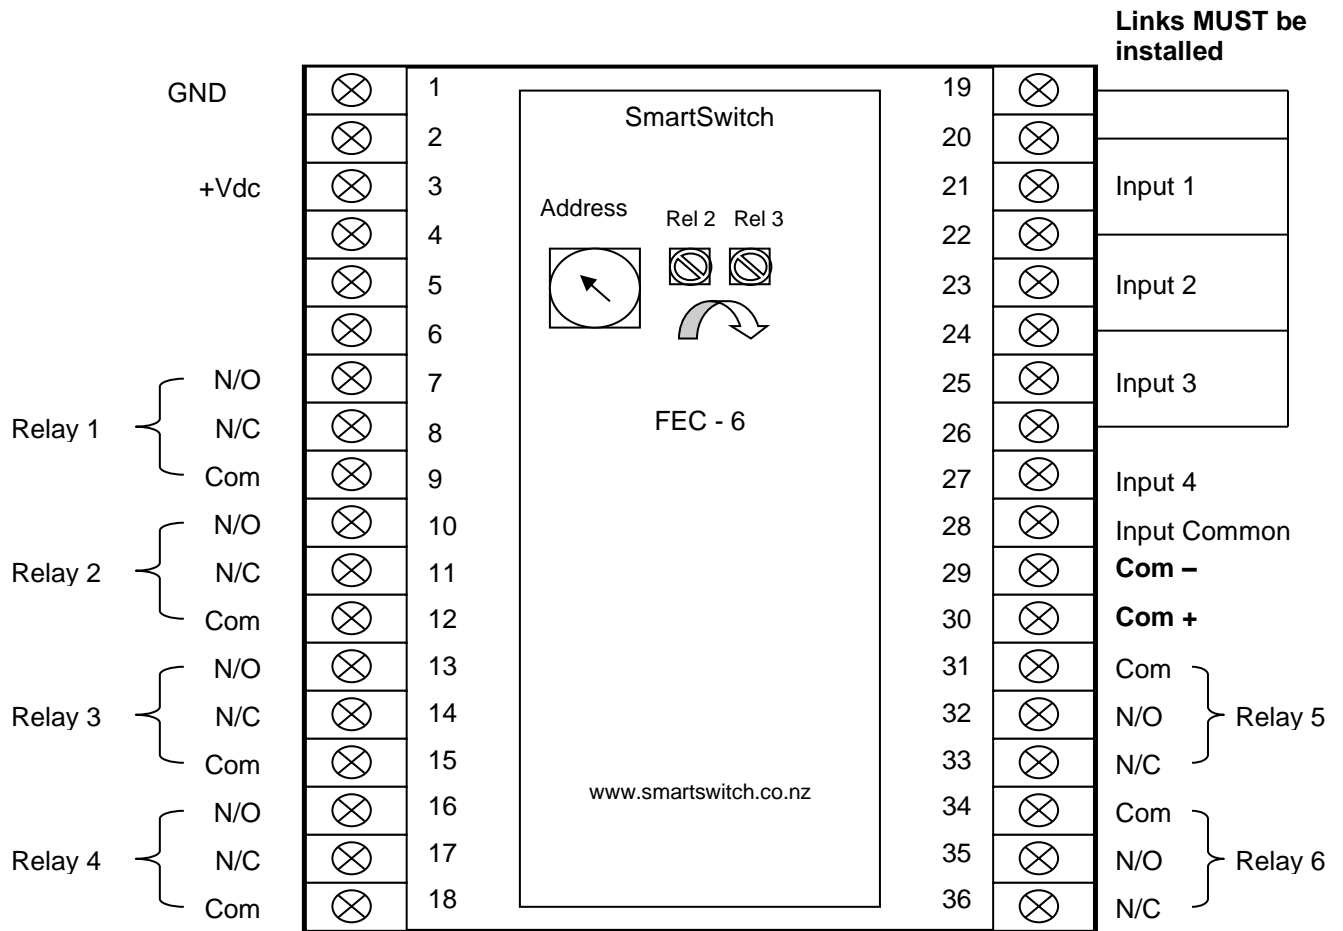 Links MUST be
installed
GND 1 SmartSwitch 19
2 20
+Vdc 3 21 Input 1
Address Rel 2 Rel 3
4 22
5 23 Input 2
6 24
N/O 7 25 Input 3
Relay 1 N/C 8 FEC - 6 26
Com 9 27 Input 4
N/O 10 28 Input Common
Relay 2 N/C 11 29 Com –
Com 12 30 Com +
N/O 13 31 Com
Relay 3 N/C 14 32 N/O Relay 5
Com 15 33 N/C
www.smartswitch.co.nz
N/O 16 34 Com
Relay 4 N/C 17 35 N/O Relay 6
Com 18 36 N/C